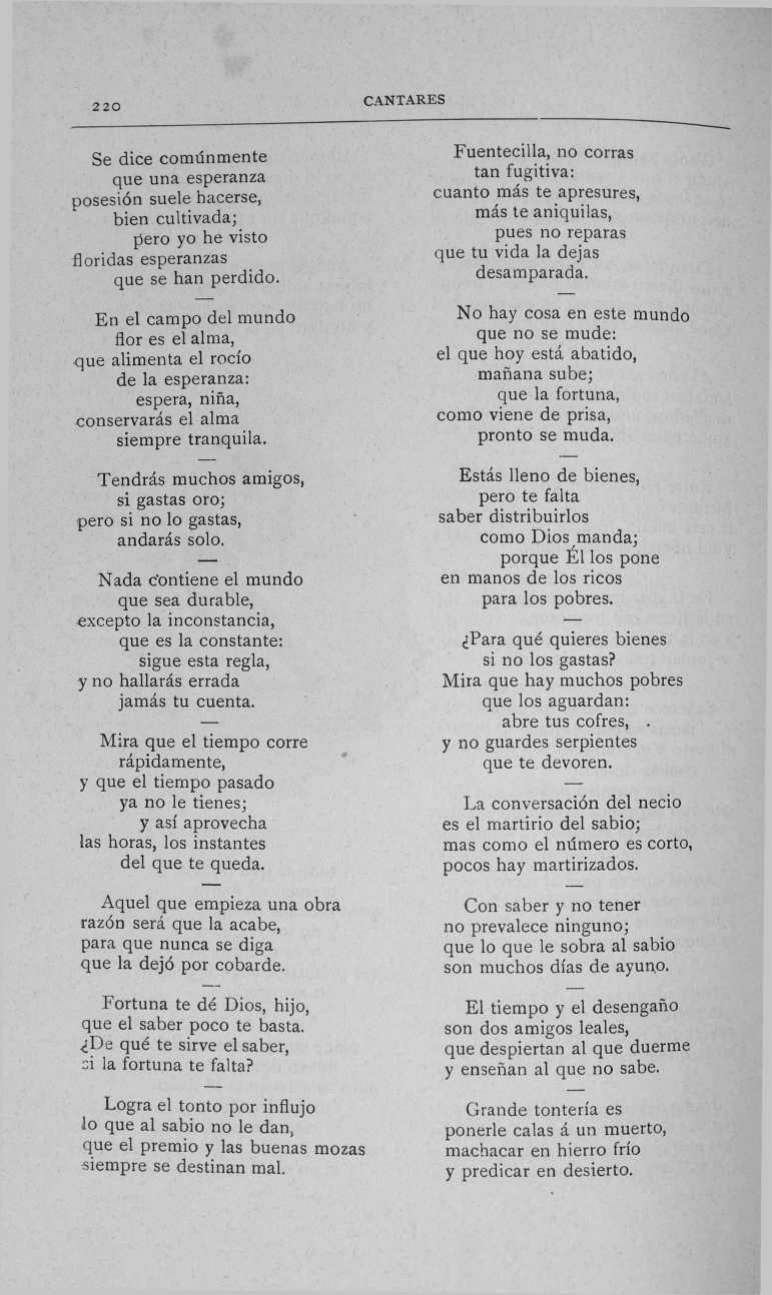 220
CANTARES
Se dice comúnmente
que una esperanza
posesión suele hacerse,
bien cultivada;
pero yo he visto
floridas esperanzas
que se han perdido.
—
En el campo del mundo
flor es el alma,
que alimenta el rocío
de la esperanza:
espera, niña,
conservarás el alma
siempre tranquila.
—
Tendrás muchos amigos,
si gastas oro;
pero si no lo gastas,
andarás solo.
—
Nada contiene el mundo
que sea durable,
excepto la inconstancia,
que es la constante:
sigue esta regla,
y no hallarás errada
jamás tu cuenta.
—
Mira que el tiempo corre
rápidamente,
y que el tiempo pasado
ya no le tienes;
y así aprovecha
las horas, los instantes
del que te queda.
—
Aquel que empieza una obra
razón será que la acabe,
para que nunca se diga
que la dejó por cobarde.
—
Fortuna te dé Dios, hijo,
que el saber poco te basta.
¿De qué te sirve el saber,
si la fortuna te falta?
—
Logra el tonto por influjo
lo que al sabio no le dan,
que el premio y las buenas mozas
siempre se destinan mal.
Fuentecilla, no corras
tan fugitiva:
cuanto más te apresures,
más te aniquilas,
pues no reparas
que tu vida la dejas
desamparada.
—
No hay cosa en este mundo
que no se mude:
el que hoy está abatido,
mañana sube;
que la fortuna,
como viene de prisa,
pronto se muda.
—
Estás lleno de bienes,
pero te falta
saber distribuirlos
como Dios manda;
porque Él los pone
en manos de los ricos
para los pobres.
—
¿Para qué quieres bienes
si no los gastas?
Mira que hay muchos pobres
que los aguardan:
abre tus cofres,
y no guardes serpientes
que te devoren.
—
La conversación del necio
es el martirio del sabio;
mas como el número es corto,
pocos hay martirizados.
—
Con saber y no tener
no prevalece ninguno;
que lo que le sobra al sabio
son muchos días de ayuno.
—
El tiempo y el desengaño
son dos amigos leales,
que despiertan al que duerme
y enseñan al que no sabe.
—
Grande tontería es
ponerle calas á un muerto,
machacar en hierro frío
y predicar en desierto.